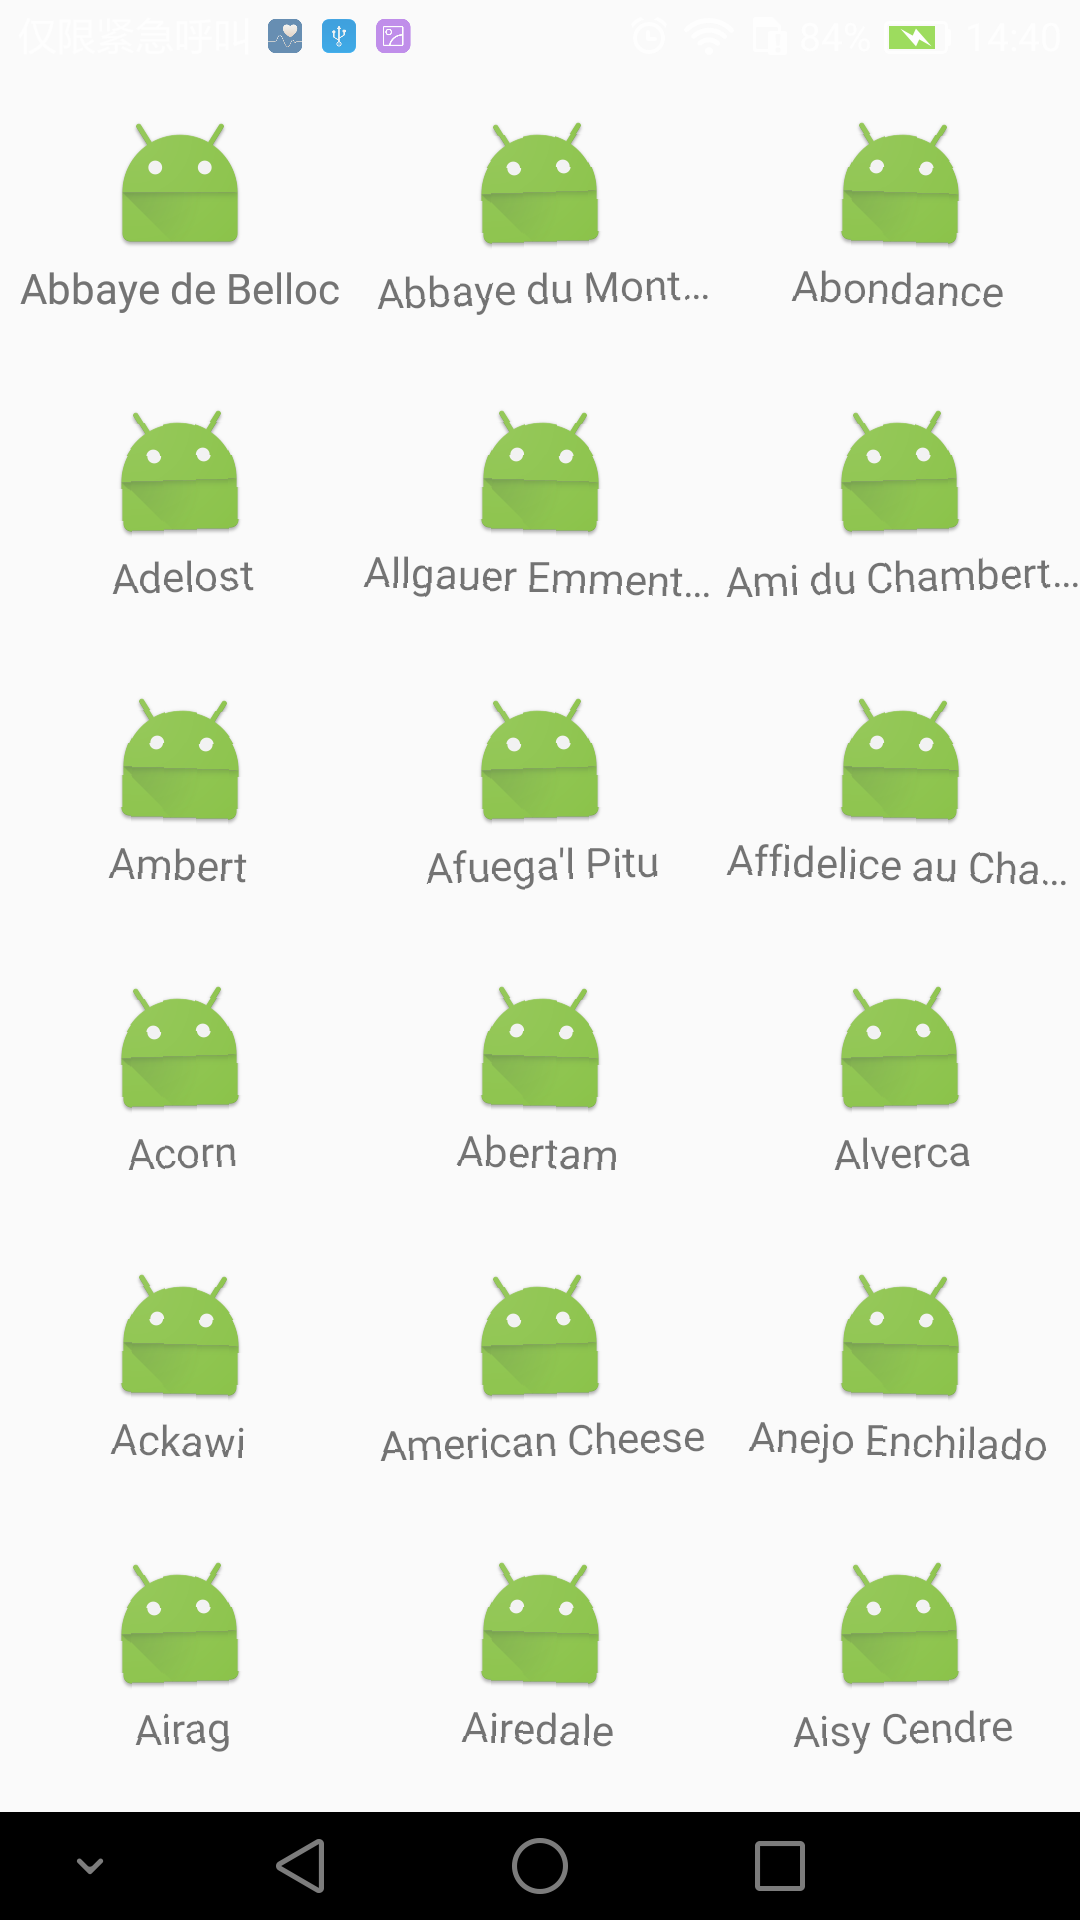 仅限紧急呼叫 84% 14:40
Abbaye de Belloc Abbaye du Mont... Abondance
Adelost Allgauer Emment... Ami du Chambert...
Ambert Afuega'l Pitu Affidelice au Cha...
Acorn Abertam Alverca
Ackawi American Cheese Anejo Enchilado
Airag Airedale Aisy Cendre